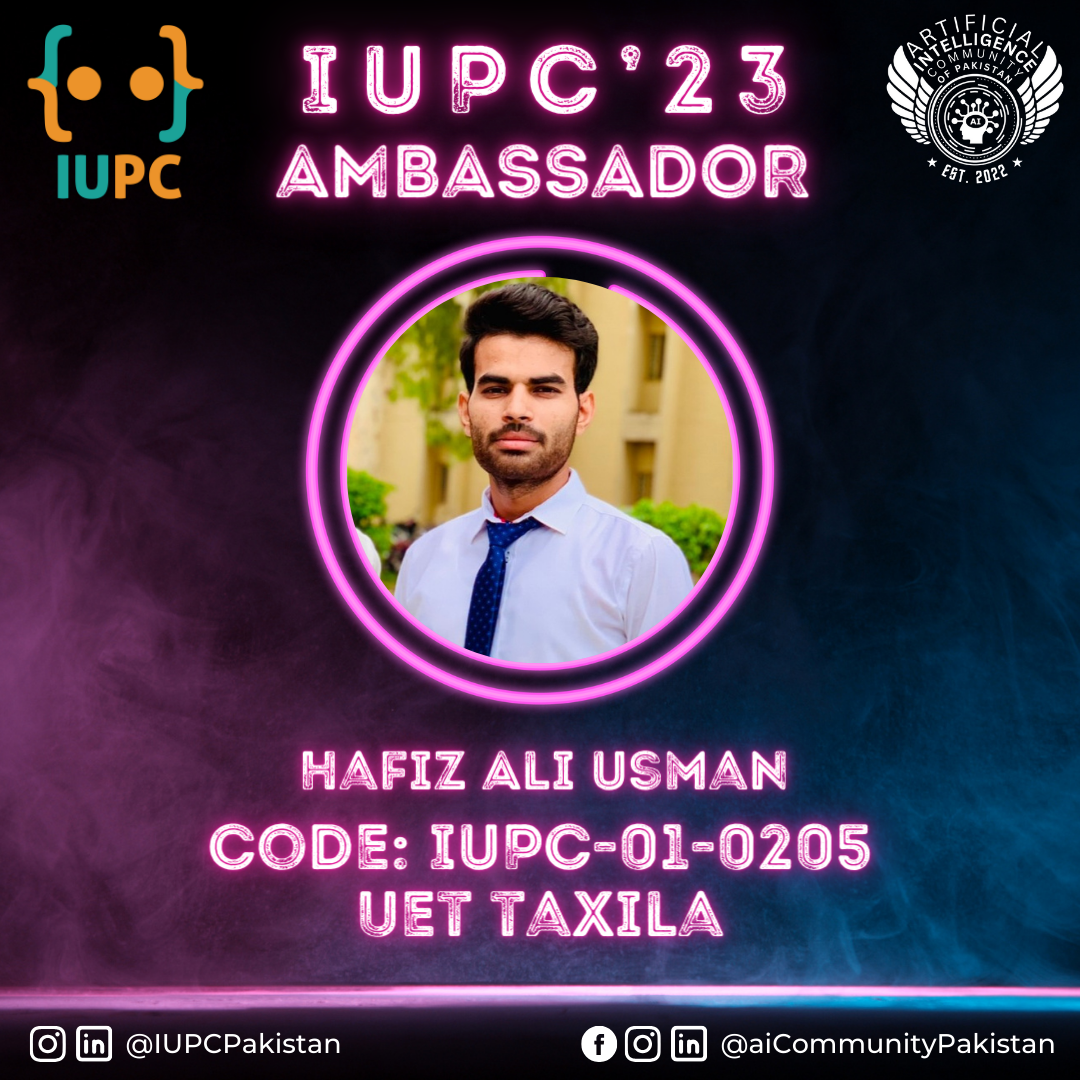 IUPC
IUPC'23
AMBASSADOR
ARTIFICIAL
INTELLIGENCE
COMMUNITY
OF PAKISTAN
AI
EST. 2022
HAFIZ ALI USMAN
CODE: IUPC-01-0205
UET TAXILA
@IUPCPakistan
@aiCommunityPakistan